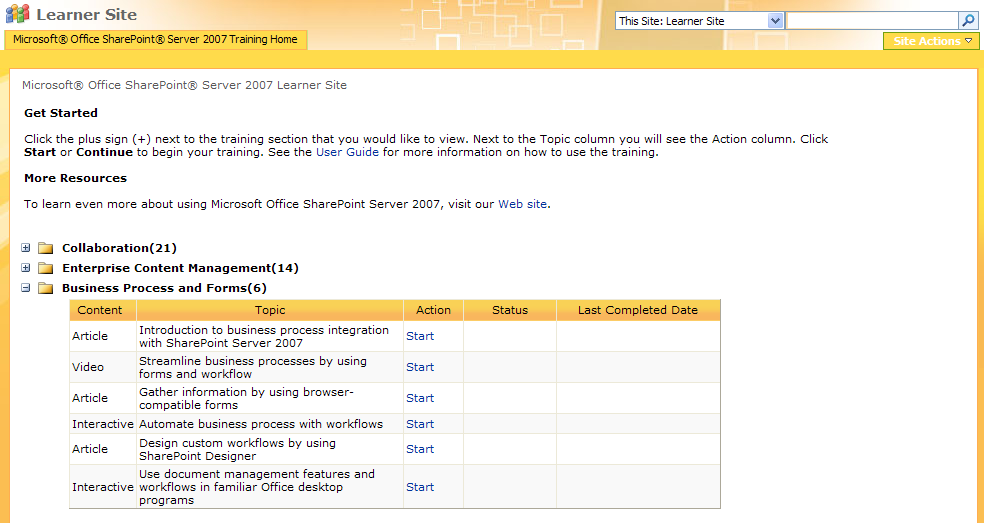 Learner Site
This Site: Learner Site
Microsoft® Office SharePoint® Server 2007 Training Home
Site Actions
Microsoft® Office SharePoint® Server 2007 Learner Site
Get Started
Click the plus sign (+) next to the training section that you would like to view. Next to the Topic column you will see the Action column. Click
Start or Continue to begin your training. See the User Guide for more information on how to use the training.
More Resources
To learn even more about using Microsoft Office SharePoint Server 2007, visit our Web site.
Collaboration(21)
Enterprise Content Management(14)
Business Process and Forms(6)
Content Topic Action Status Last Completed Date
Article Introduction to business process integration
with SharePoint Server 2007 Start
Video Streamline business processes by using
forms and workflow Start
Article Gather information by using browser-
compatible forms Start
Interactive Automate business process with workflows Start
Article Design custom workflows by using
SharePoint Designer Start
Interactive Use document management features and
workflows in familiar Office desktop
programs Start